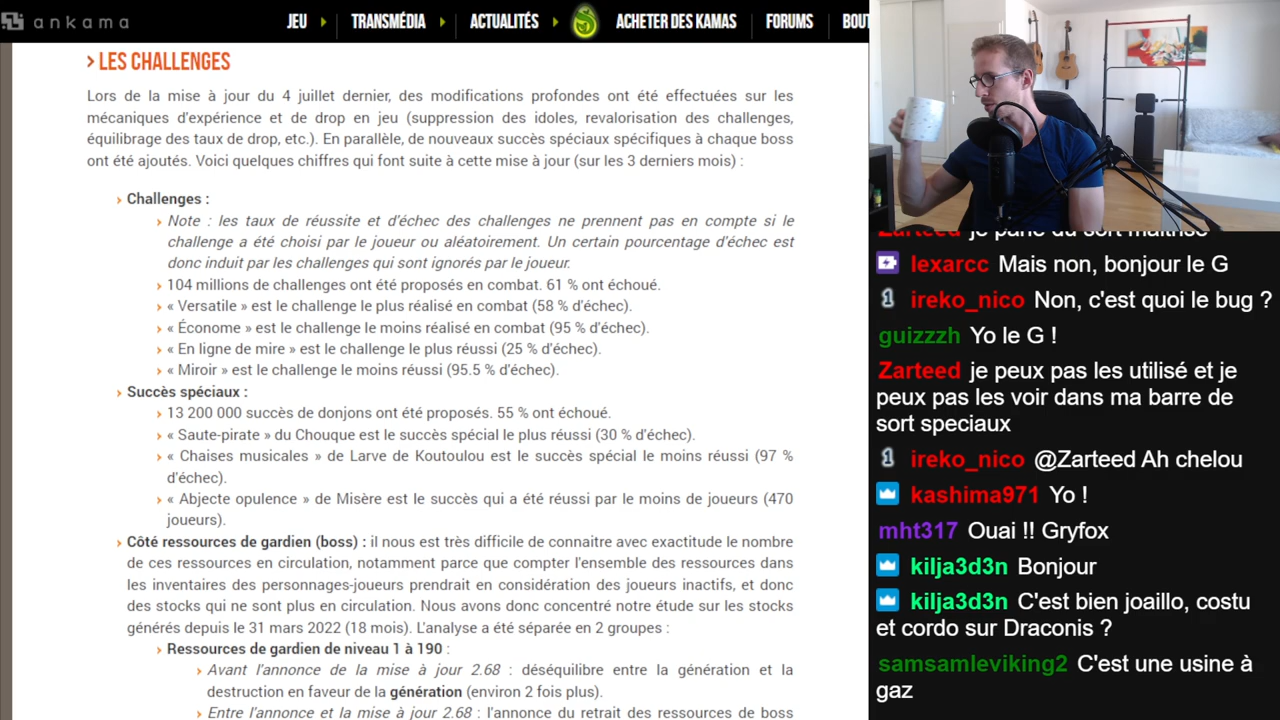 ankama
JEU
TRANSMÉDIA
ACTUALITÉS
ACHETER DES KAMAS
FORUMS
BOUT
> LES CHALLENGES
Lors de la mise à jour du 4 juillet dernier, des modifications profondes ont été effectuées sur les
mécaniques d'expérience et de drop en jeu (suppression des idoles, revalorisation des challenges,
équilibrage des taux de drop, etc.). En parallèle, de nouveaux succès spéciaux spécifiques à chaque boss
ont été ajoutés. Voici quelques chiffres qui font suite à cette mise à jour (sur les 3 derniers mois) :
Challenges :
Note : les taux de réussite et d'échec des challenges ne prennent pas en compte si le
challenge a été choisi par le joueur ou aléatoirement. Un certain pourcentage d'échec est
donc induit par les challenges qui sont ignorés par le joueur.
104 millions de challenges ont été proposés en combat. 61 % ont échoué.
« Versatile » est le challenge le plus réalisé en combat (58 % d'échec).
« Économe » est le challenge le moins réalisé en combat (95 % d'échec).
« En ligne de mire » est le challenge le plus réussi (25 % d'échec).
« Miroir » est le challenge le moins réussi (95.5 % d'échec).
Succès spéciaux :
13 200 000 succès de donjons ont été proposés. 55 % ont échoué.
« Saute-pirate » du Chouque est le succès spécial le plus réussi (30 % d'échec).
« Chaises musicales » de Larve de Koutoulou est le succès spécial le moins réussi (97 %
d'échec).
« Abjecte opulence » de Misère est le succès qui a été réussi par le moins de joueurs (470
joueurs).
Côté ressources de gardien (boss) : il nous est très difficile de connaitre avec exactitude le nombre
de ces ressources en circulation, notamment parce que compter l'ensemble des ressources dans
les inventaires des personnages-joueurs prendrait en considération des joueurs inactifs, et donc
des stocks qui ne sont plus en circulation. Nous avons donc concentré notre étude sur les stocks
générés depuis le 31 mars 2022 (18 mois). L'analyse a été séparée en 2 groupes :
Ressources de gardien de niveau 1 à 190 :
Avant l'annonce de la mise à jour 2.68 : déséquilibre entre la génération et la
destruction en faveur de la génération (environ 2 fois plus).
Entre l'annonce et la mise à jour 2.68 : l'annonce du retrait des ressources de boss
Zarteed je parle du sort maitrise
lexarcc Mais non, bonjour le G
ireko_nico Non, c'est quoi le bug ?
guizzzh Yo le G !
Zarteed je peux pas les utilisé et je
peux pas les voir dans ma barre de
sort speciaux
ireko_nico @Zarteed Ah chelou
kashima971 Yo !
mht317 Ouai !! Gryfox
kilja3d3n Bonjour
kilja3d3n C'est bien joaillo, costu
et cordo sur Draconis ?
samsamleviking2 C'est une usine à
gaz